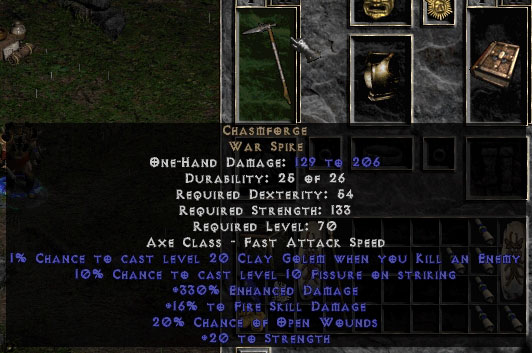 Chasmforge
War Spike
One-Hand Damage: 129 to 206
Durability: 25 of 26
Required Dexterity: 54
Required Strength: 133
Required Level: 70
Axe Class - Fast Attack Speed
1% Chance to cast level 20 Clay Golem when you Kill an Enemy
10% Chance to cast level 10 Fissure on striking
+330% Enhanced Damage
+16% to Fire Skill Damage
20% Chance of Open Wounds
+20 to Strength